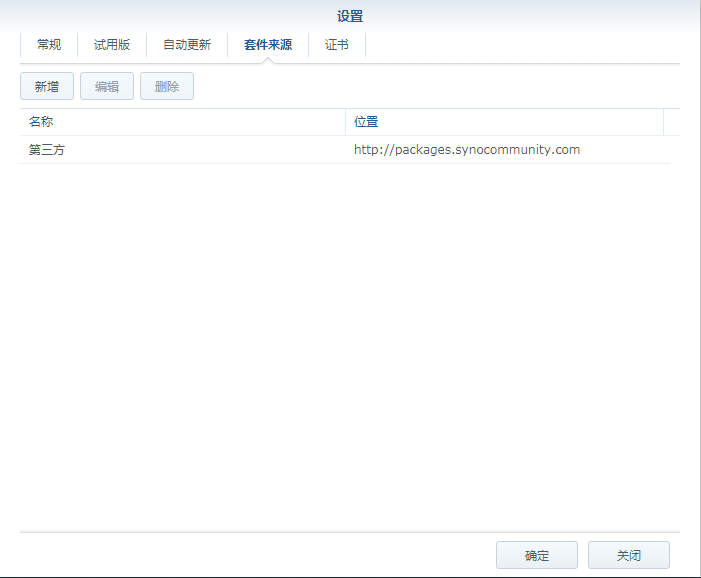 设置
常规 试用版 自动更新 套件来源 证书
新增 编辑 删除
名称 位置
第三方 http://packages.synocommunity.com
确定 关闭